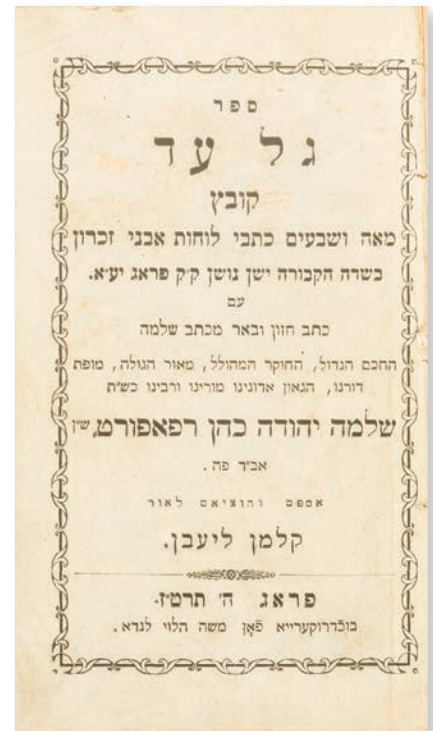 ספר
גל עד
קובץ
מאה ושבעים כתבי לוחות אבני זכרון
בשדה הקבורה ישן נושן ק״ק פראג יע״א.
עם
כתב חזון ובאר מכתב שלמה
החכם הגדול, החוקר המהולל, מאור הגולה, מופת
דורנו, הגאון אדונינו מורינו ורבינו כש״ת
שלמה יהודה כהן רפאפורט, ש״ן
אב״ד פה.
אספם והוציאם לאור
קלמן ליעבן.
פראג ה׳ תרט״ז.
בוכדרוקערייא פֿאָן משה הלוי לנדא.